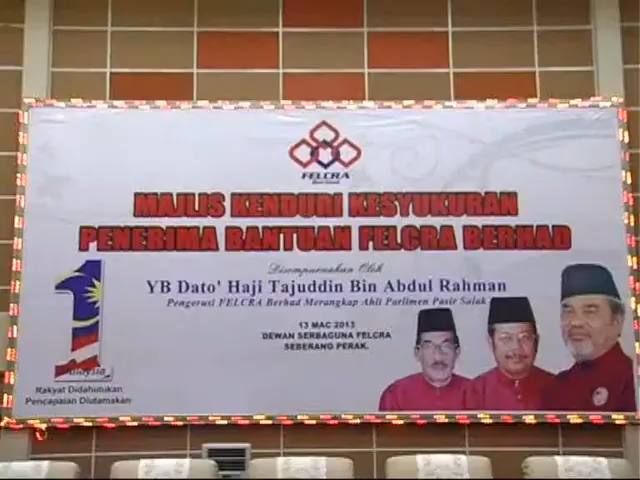 FELCRA
Berhad
MAJLIS KENDURI KESYUKURAN
PENERIMA BANTUAN FELCRA BERHAD
Disempurnakan Oleh
YB Dato' Haji Tajuddin Bin Abdul Rahman
Pengerusi FELCRA Berhad Merangkap Ahli Parlimen Pasir Salak
13 MAC 2013
DEWAN SERBAGUNA FELCRA
SEBERANG PERAK.
1
Malaysia
Rakyat Didahulukan
Pencapaian Diutamakan